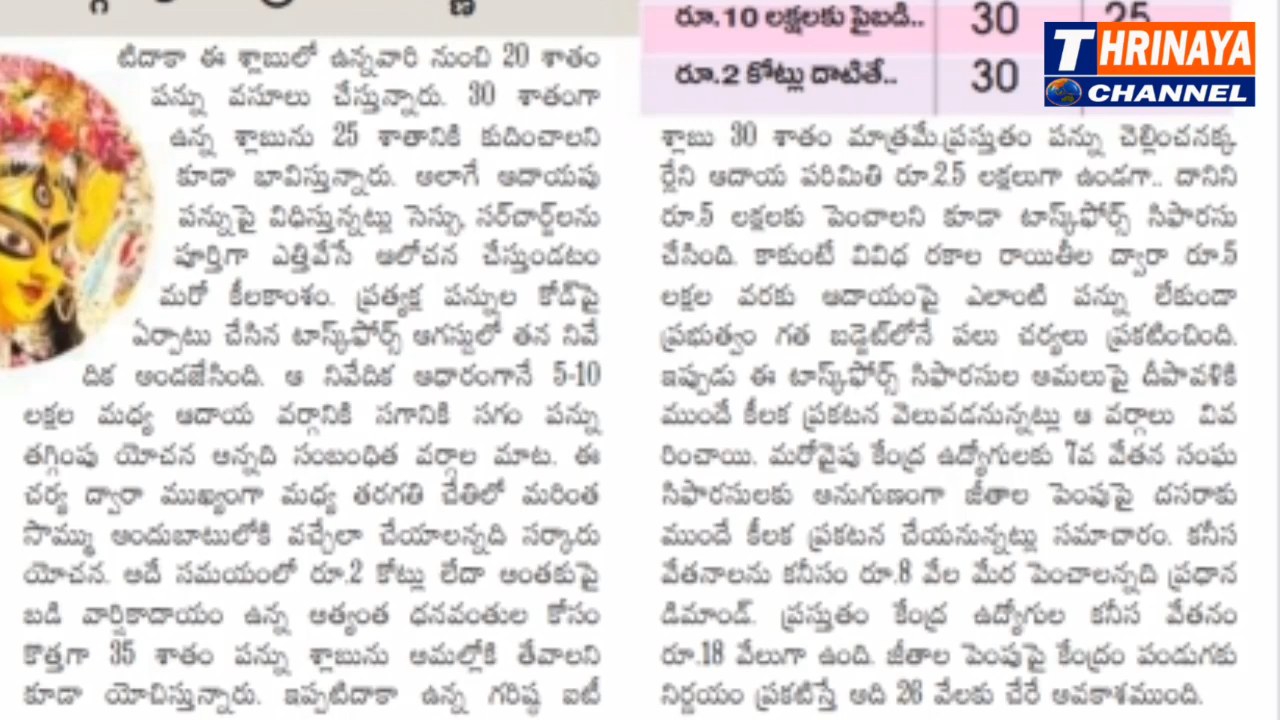 రూ.10 లక్షలకు పైబడి.. 30 25
రూ.2 కోట్లు దాటితే.. 30
THRINAYA
CHANNEL
టిదాకా ఈ శ్లాబులో ఉన్నవారి నుంచి 20 శాతం
పన్ను వసూలు చేస్తున్నారు. 30 శాతంగా
ఉన్న శ్లాబును 25 శాతానికి కుదించాలని
కూడా భావిస్తున్నారు. అలాగే ఆదాయపు
పన్నుపై విధిస్తున్నట్లు సెస్సు, సర్‌చార్జ్‌లను
పూర్తిగా ఎత్తివేసే ఆలోచన చేస్తుండటం
మరో కీలకాంశం. ప్రత్యక్ష పన్నుల కోడ్‌పై
ఏర్పాటు చేసిన టాస్క్‌ఫోర్స్ ఆగస్టులో తన నివే
దిక అందజేసింది. ఆ నివేదిక ఆధారంగానే 5-10
లక్షల మధ్య ఆదాయ వర్గానికి సగానికి సగం పన్ను
తగ్గింపు యోచన అన్నది సంబంధిత వర్గాల మాట. ఈ
చర్య ద్వారా ముఖ్యంగా మధ్య తరగతి చేతిలో మరింత
సొమ్ము అందుబాటులోకి వచ్చేలా చేయాలన్నది సర్కారు
యోచన. అదే సమయంలో రూ.2 కోట్లు లేదా అంతకుపై
బడి వార్షికాదాయం ఉన్న అత్యంత ధనవంతుల కోసం
కొత్తగా 35 శాతం పన్ను శ్లాబును అమల్లోకి తేవాలని
కూడా యోచిస్తున్నారు. ఇప్పటిదాకా ఉన్న గరిష్ఠ ఐటీ
శ్లాబు 30 శాతం మాత్రమే.ప్రస్తుతం పన్ను చెల్లించనక్క
ర్లేని ఆదాయ పరిమితి రూ.2.5 లక్షలుగా ఉండగా.. దానిని
రూ.5 లక్షలకు పెంచాలని కూడా టాస్క్‌ఫోర్స్ సిఫారసు
చేసింది. కాకుంటే వివిధ రకాల రాయితీల ద్వారా రూ.5
లక్షల వరకు ఆదాయంపై ఎలాంటి పన్ను లేకుండా
ప్రభుత్వం గత బడ్జెట్‌లోనే పలు చర్యలు ప్రకటించింది.
ఇప్పుడు ఈ టాస్క్‌ఫోర్స్ సిఫారసుల అమలుపై దీపావళికి
ముందే కీలక ప్రకటన వెలువడనున్నట్లు ఆ వర్గాలు వివ
రించాయి. మరోవైపు కేంద్ర ఉద్యోగులకు 7వ వేతన సంఘ
సిఫారసులకు అనుగుణంగా జీతాల పెంపుపై దసరాకు
ముందే కీలక ప్రకటన చేయనున్నట్లు సమాచారం. కనీస
వేతనాలను కనీసం రూ.8 వేల మేర పెంచాలన్నది ప్రధాన
డిమాండ్. ప్రస్తుతం కేంద్ర ఉద్యోగుల కనీస వేతనం
రూ.18 వేలుగా ఉంది. జీతాల పెంపుపై కేంద్రం పండుగకు
నిర్ణయం ప్రకటిస్తే అది 26 వేలకు చేరే అవకాశముంది.